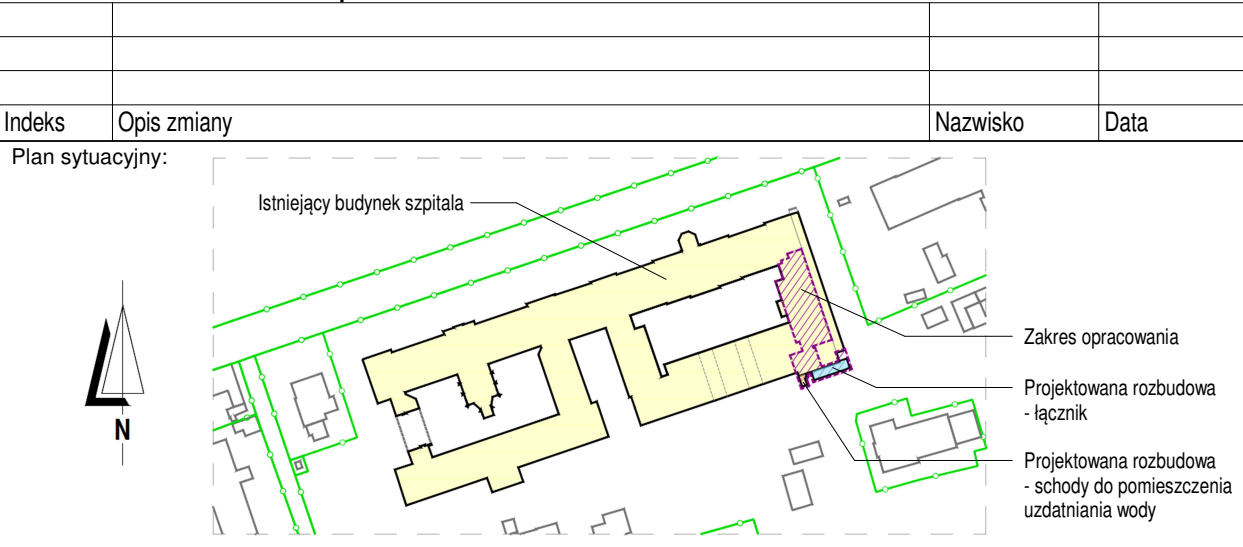 Indeks Opis zmiany Nazwisko Data
Plan sytuacyjny:
Istniejący budynek szpitala
Zakres opracowania
Projektowana rozbudowa
- łącznik
Projektowana rozbudowa
- schody do pomieszczenia
uzdatniania wody
N